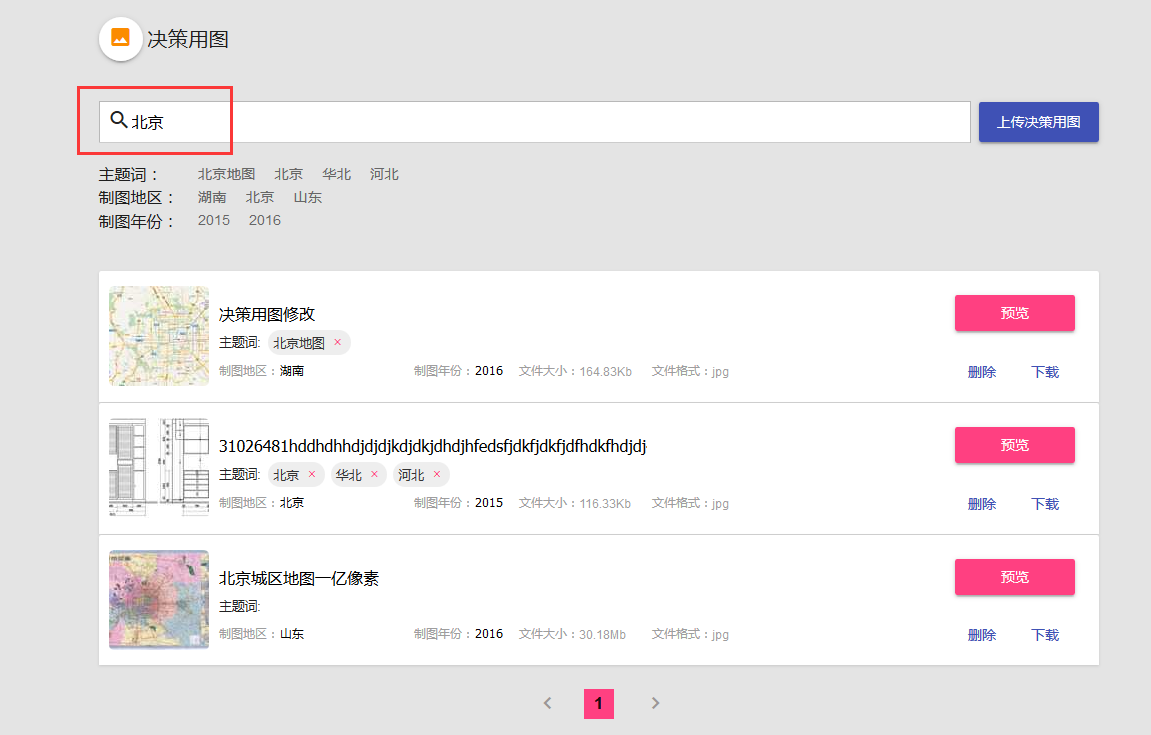 决策用图
北京
上传决策用图
主题词： 北京地图 北京 华北 河北
制图地区： 湖南 北京 山东
制图年份： 2015 2016
决策用图修改
预览
主题词: 北京地图 ×
制图地区：湖南 制图年份：2016 文件大小：164.83Kb 文件格式：jpg
删除 下载
31026481hddhdhhdjdjdjkdjdkjdhdjhfedsfjdkfjdkfjdfhdkfhdjdj
预览
主题词: 北京 × 华北 × 河北 ×
制图地区：北京 制图年份：2015 文件大小：116.33Kb 文件格式：jpg
删除 下载
北京城区地图一亿像素
预览
主题词:
制图地区：山东 制图年份：2016 文件大小：30.18Mb 文件格式：jpg
删除 下载
1